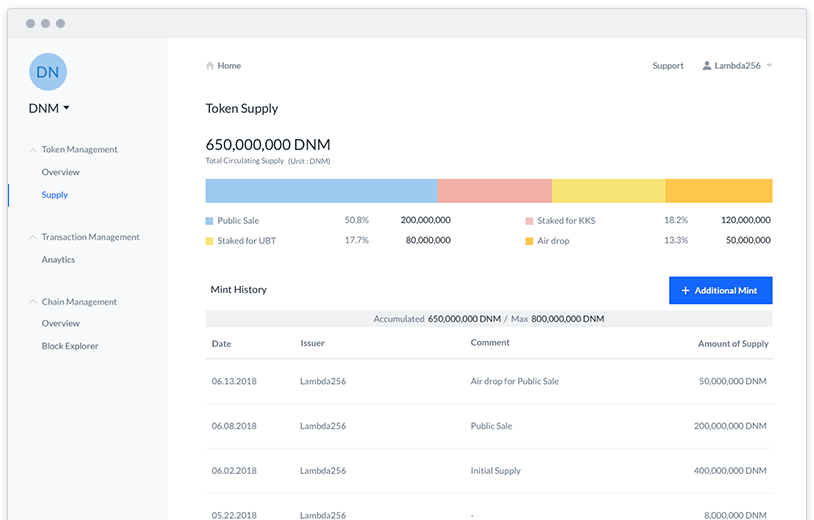 DN
DNM
Token Management
Overview
Supply
Transaction Management
Anaytics
Chain Management
Overview
Block Explorer
Home
Support
Lambda256
Token Supply
650,000,000 DNM
Total Circulating Supply (Unit : DNM)
Public Sale 50.8% 200,000,000
Staked for KKS 18.2% 120,000,000
Staked for UBT 17.7% 80,000,000
Air drop 13.3% 50,000,000
Mint History
+ Additional Mint
Accumulated 650,000,000 DNM / Max 800,000,000 DNM
Date Issuer Comment Amount of Supply
06.13.2018 Lambda256 Air drop for Public Sale 50,000,000 DNM
06.08.2018 Lambda256 Public Sale 200,000,000 DNM
06.02.2018 Lambda256 Initial Supply 400,000,000 DNM
05.22.2018 Lambda256 - 8,000,000 DNM